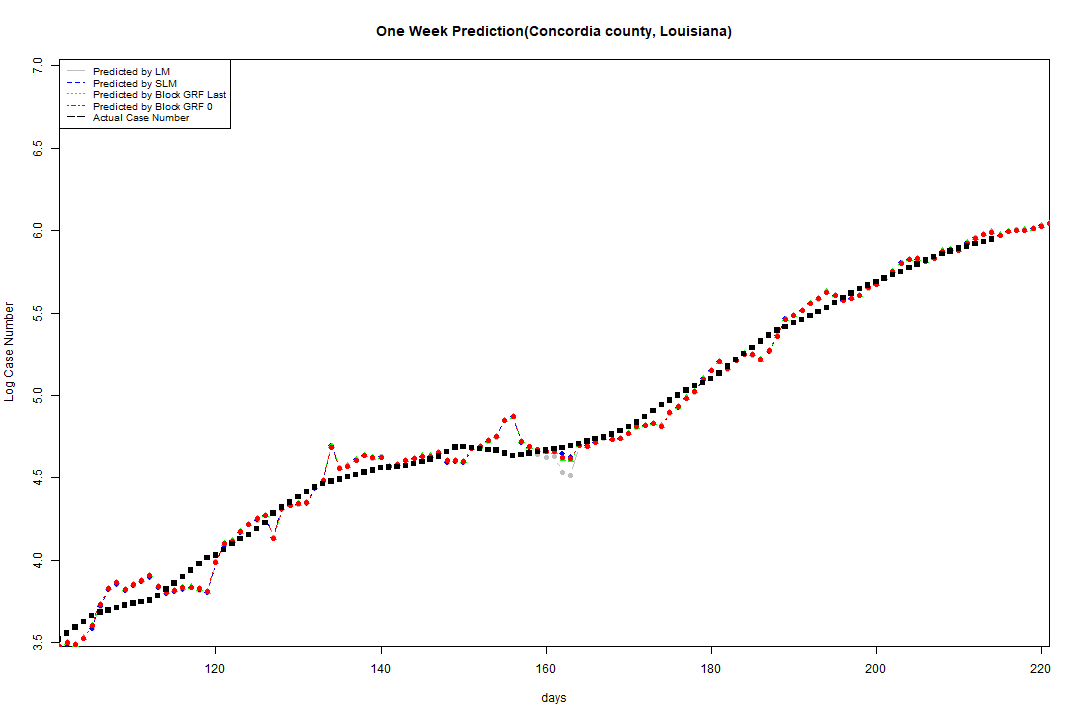 One Week Prediction(Concordia county, Louisiana)
Predicted by LM
Predicted by SLM
Predicted by Block GRF Last
Predicted by Block GRF 0
Actual Case Number
7.0
6.5
6.0
5.5
5.0
4.5
4.0
3.5
Log Case Number
120 140 160 180 200 220
days